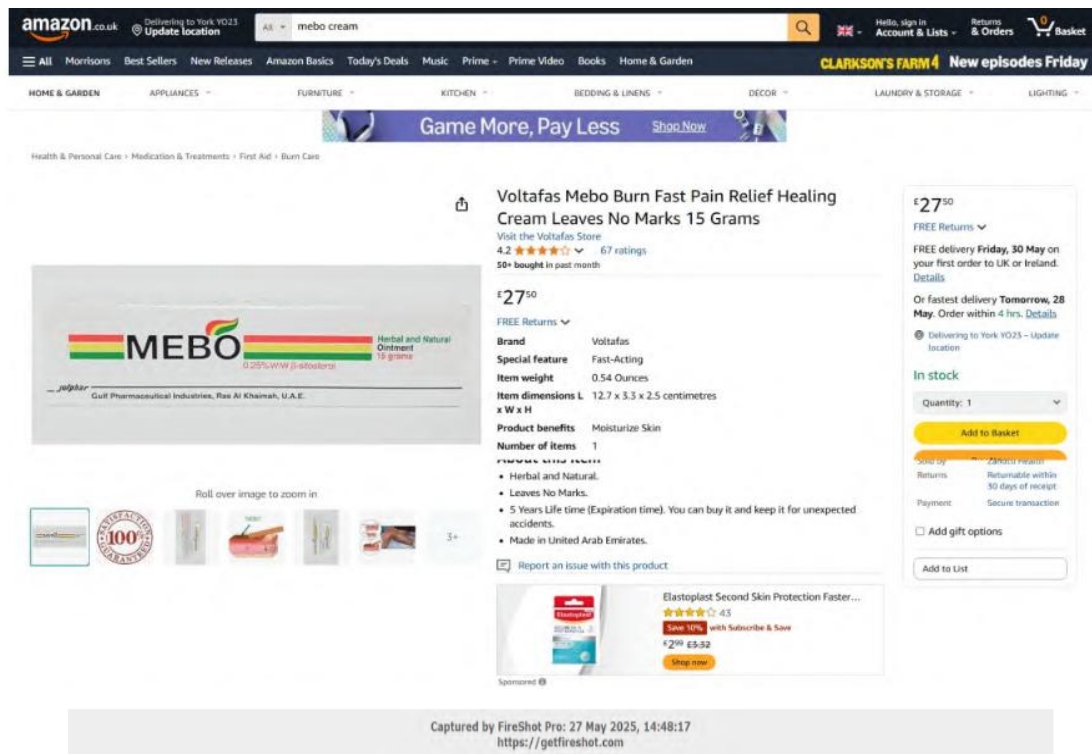 amazon.co.uk
Delivering to York YO23
Update location
All
mebo cream
Hello, sign in
Account & Lists
Returns
& Orders
0
Basket
All Morrisons Best Sellers New Releases Amazon Basics Today's Deals Music Prime Prime Video Books Home & Garden
CLARKSON'S FARM 4 New episodes Friday
HOME & GARDEN APPLIANCES FURNITURE KITCHEN BEDDING & LINENS DECOR LAUNDRY & STORAGE LIGHTING
Game More, Pay Less Shop Now
Health & Personal Care › Medication & Treatments › First Aid › Burn Care
MEBO
Herbal and Natural
Ointment
15 grams
0.25% W/W β-sitosterol
julphar
Gulf Pharmaceutical Industries, Ras Al Khaimah, U.A.E.
Roll over image to zoom in
SATISFACTION
100%
GUARANTEED
3+
Voltafas Mebo Burn Fast Pain Relief Healing
Cream Leaves No Marks 15 Grams
Visit the Voltafas Store
4.2 67 ratings
50+ bought in past month
£2750
FREE Returns
Brand Voltafas
Special feature Fast-Acting
Item weight 0.54 Ounces
Item dimensions L 12.7 x 3.3 x 2.5 centimetres
x W x H
Product benefits Moisturize Skin
Number of items 1
About this item
• Herbal and Natural.
• Leaves No Marks.
• 5 Years Life time (Expiration time). You can buy it and keep it for unexpected
accidents.
• Made in United Arab Emirates.
Report an issue with this product
Elastoplast
Elastoplast Second Skin Protection Faster...
43
Save 10% with Subscribe & Save
£299 £3.32
Shop now
Sponsored
£2750
FREE Returns
FREE delivery Friday, 30 May on
your first order to UK or Ireland.
Details
Or fastest delivery Tomorrow, 28
May. Order within 4 hrs. Details
Delivering to York YO23 – Update
location
In stock
Quantity: 1
Add to Basket
Sold by Health
Returns Returnable within
30 days of receipt
Payment Secure transaction
Add gift options
Add to List
Captured by FireShot Pro: 27 May 2025, 14:48:17
https://getfireshot.com